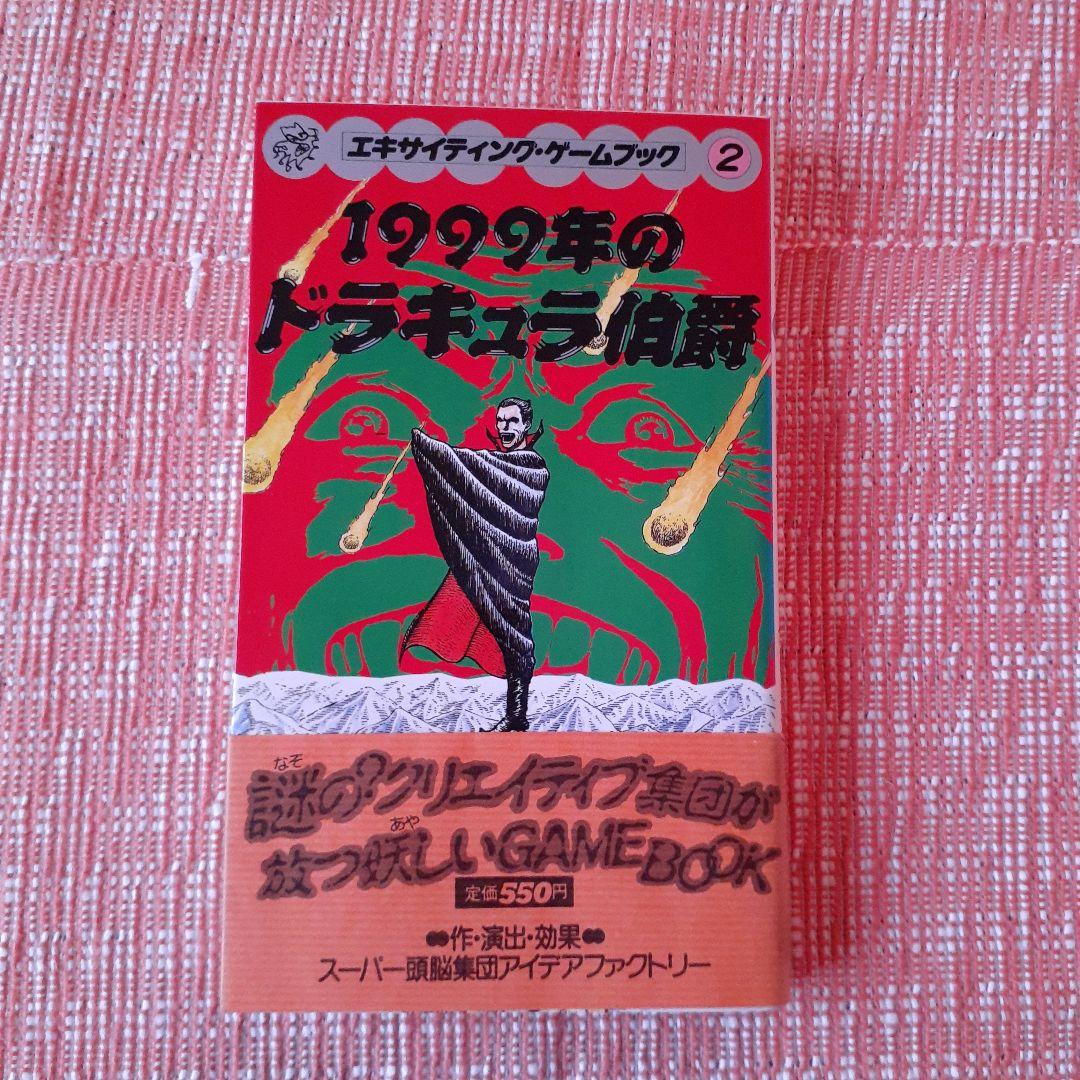 エキサイティング・ゲームブック 2
1999年の
ドラキュラ伯爵
なぞ
謎の?クリエイティブ集団が
あや
放つ妖しいGAMEBOOK
定価550円
作・演出・効果
スーパー頭脳集団アイデアファクトリー